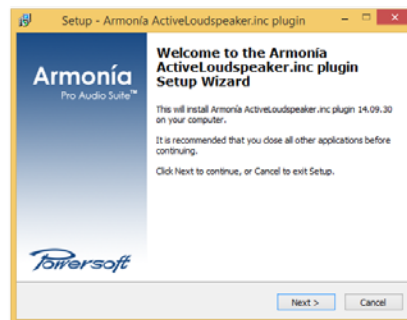 Setup - Armonía ActiveLoudspeaker.inc plugin
Armonía
Pro Audio Suite™
Welcome to the Armonía
ActiveLoudspeaker.inc plugin
Setup Wizard
This will install Armonía ActiveLoudspeaker.inc plugin 14.09.30
on your computer.
It is recommended that you close all other applications before
continuing.
Click Next to continue, or Cancel to exit Setup.
Powersoft
Next >
Cancel